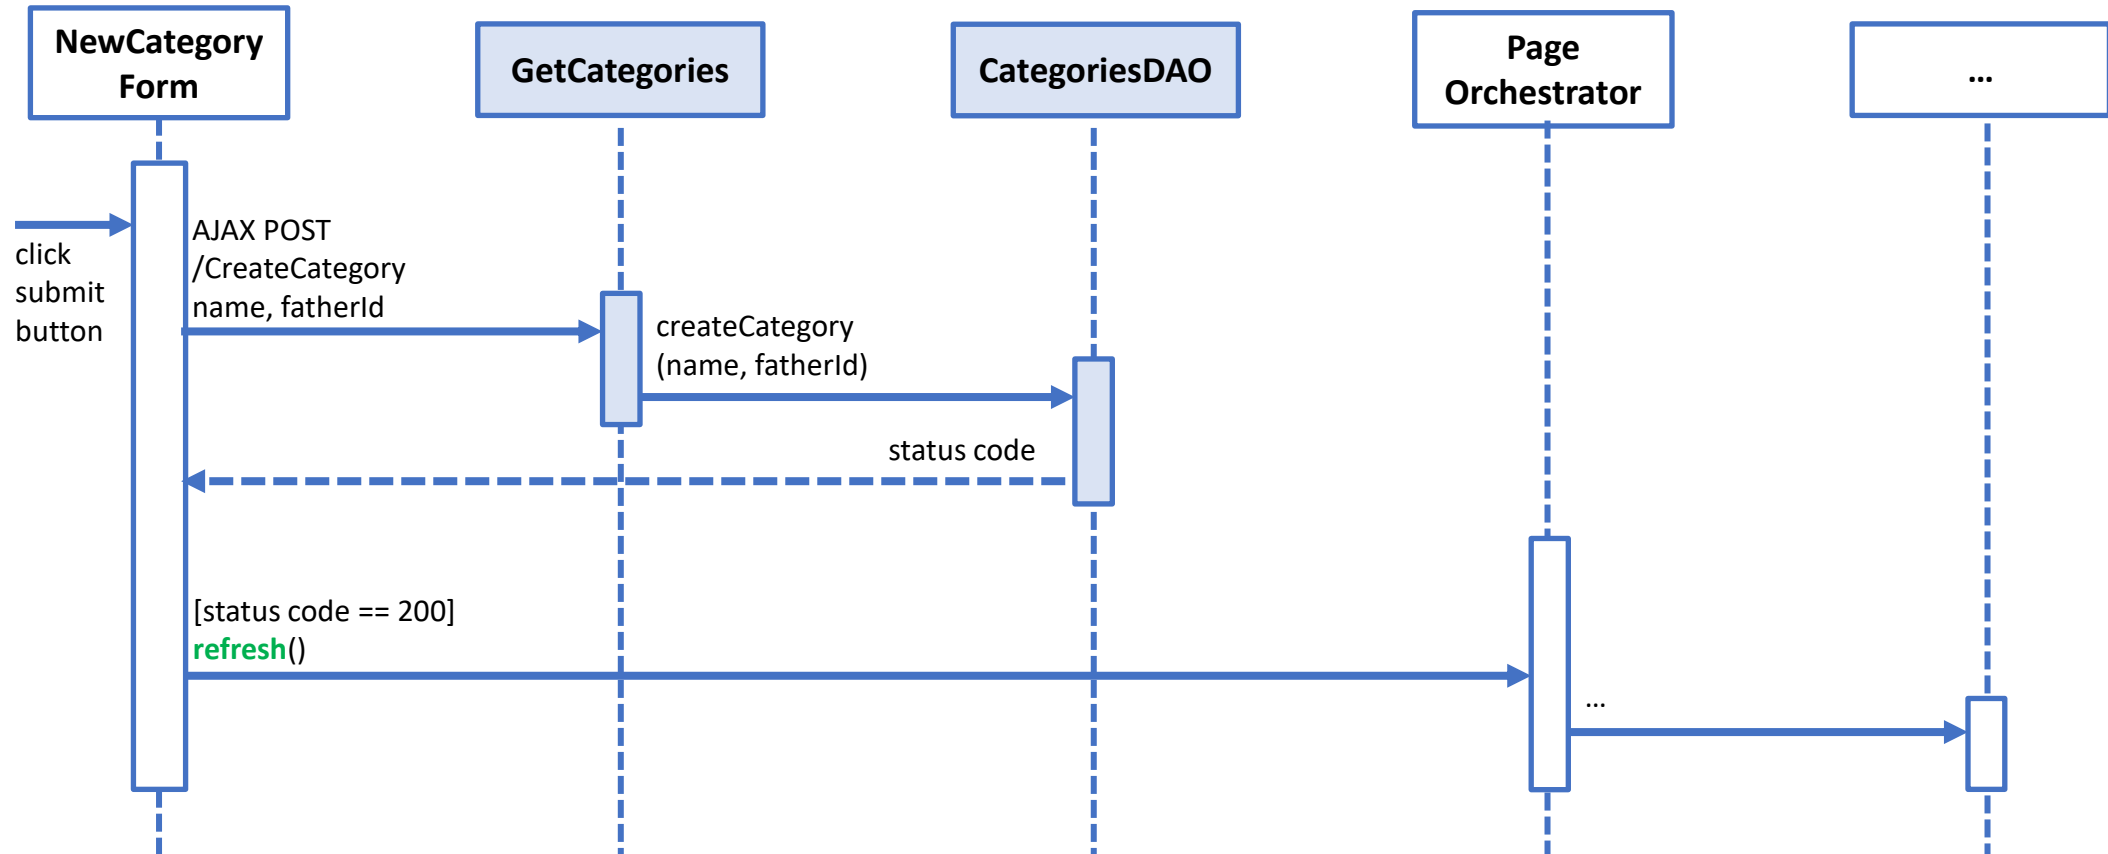 NewCategory
Form
GetCategories
CategoriesDAO
Page
Orchestrator
...
click
submit
button
AJAX POST
/CreateCategory
name, fatherId
createCategory
(name, fatherId)
status code
[status code == 200]
refresh()
...